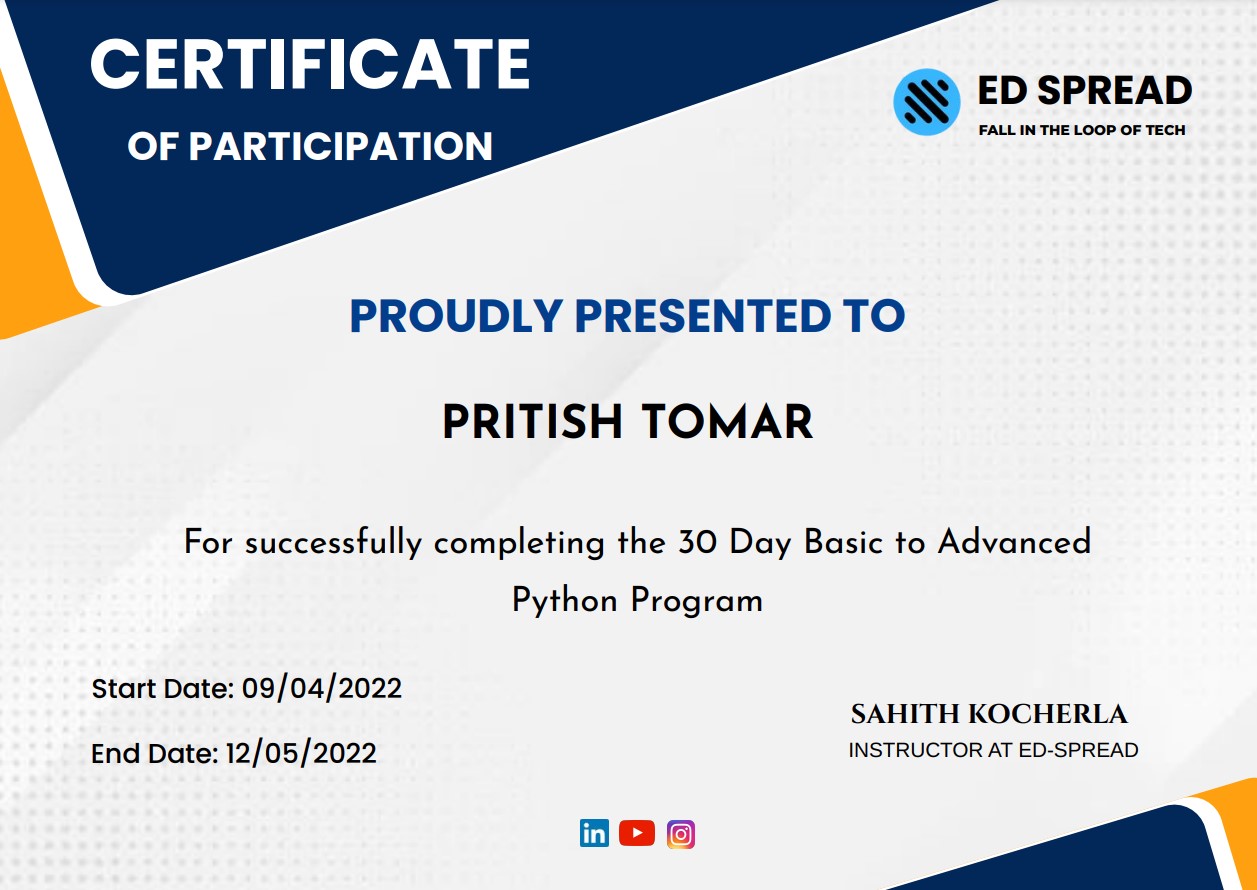 CERTIFICATE
OF PARTICIPATION
ED SPREAD
FALL IN THE LOOP OF TECH
PROUDLY PRESENTED TO
PRITISH TOMAR
For successfully completing the 30 Day Basic to Advanced
Python Program
Start Date: 09/04/2022
End Date: 12/05/2022
SAHITH KOCHERLA
INSTRUCTOR AT ED-SPREAD
in